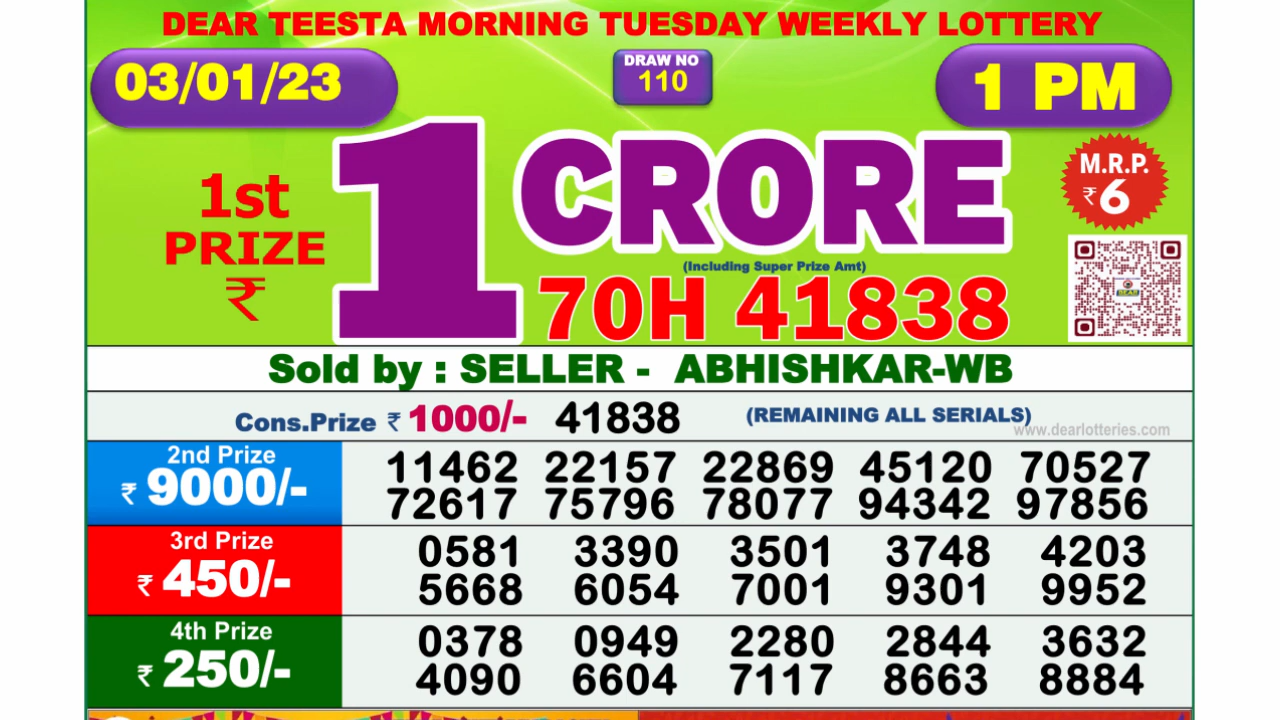 DEAR TEESTA MORNING TUESDAY WEEKLY LOTTERY
03/01/23
DRAW NO
110
1 PM
1st
PRIZE
₹
1 CRORE
(Including Super Prize Amt)
70H 41838
M.R.P.
₹ 6
DEAR
Sold by : SELLER - ABHISHKAR-WB
Cons.Prize ₹ 1000/- 41838 (REMAINING ALL SERIALS)
www.dearlotteries.com
2nd Prize
₹ 9000/-
11462 22157 22869 45120 70527
72617 75796 78077 94342 97856
3rd Prize
₹ 450/-
0581 3390 3501 3748 4203
5668 6054 7001 9301 9952
4th Prize
₹ 250/-
0378 0949 2280 2844 3632
4090 6604 7117 8663 8884